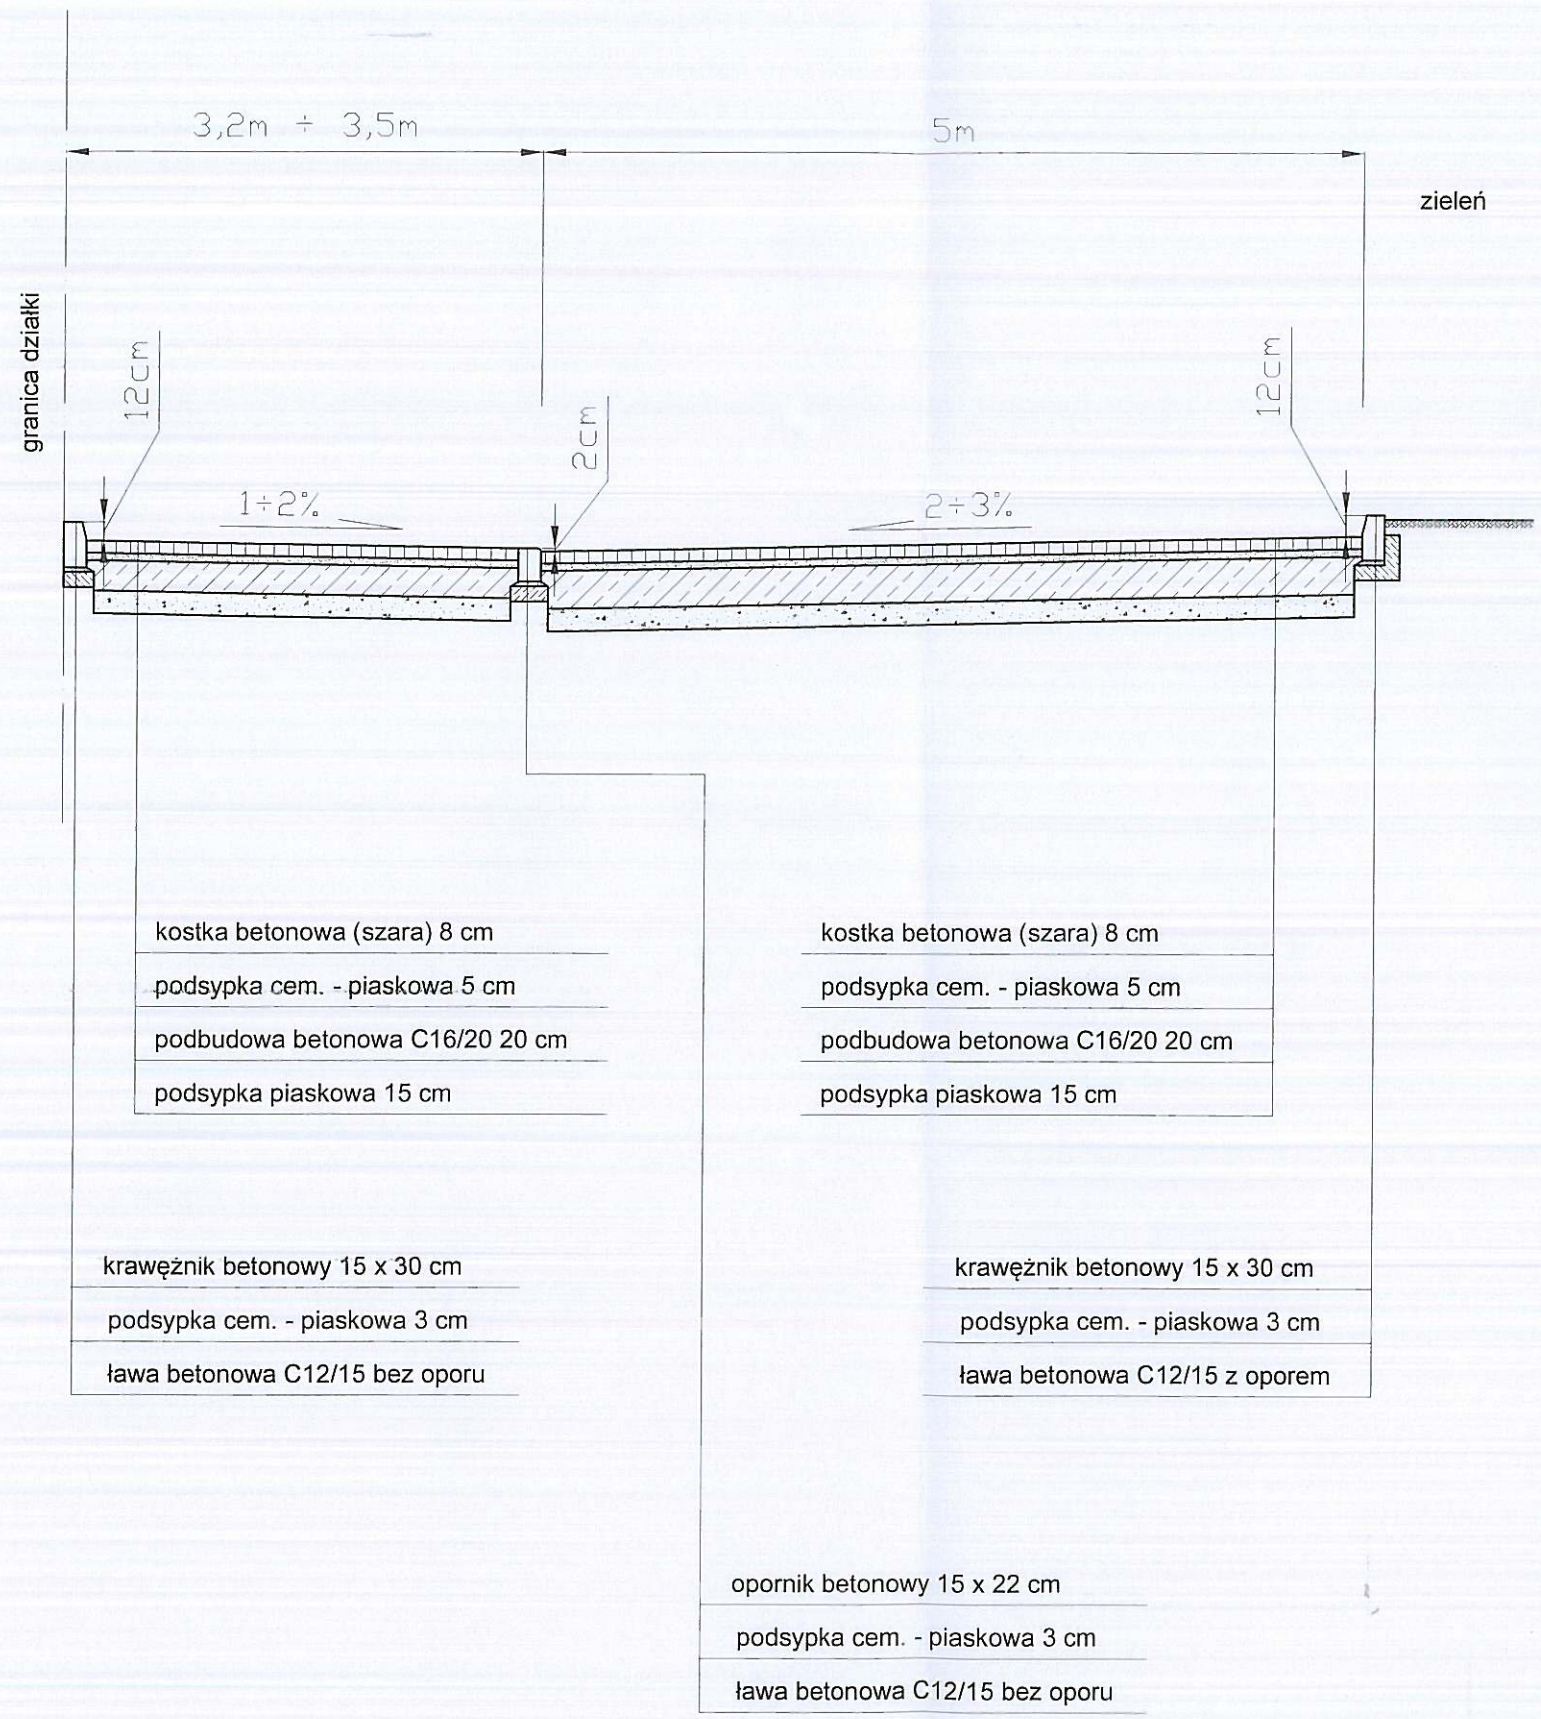 3,2m ÷ 3,5m
5m
zieleń
granica działki
12cm
2cm
12cm
1÷2%
2÷3%
kostka betonowa (szara) 8 cm
podsypka cem. - piaskowa 5 cm
podbudowa betonowa C16/20 20 cm
podsypka piaskowa 15 cm
kostka betonowa (szara) 8 cm
podsypka cem. - piaskowa 5 cm
podbudowa betonowa C16/20 20 cm
podsypka piaskowa 15 cm
krawężnik betonowy 15 x 30 cm
podsypka cem. - piaskowa 3 cm
ława betonowa C12/15 bez oporu
krawężnik betonowy 15 x 30 cm
podsypka cem. - piaskowa 3 cm
ława betonowa C12/15 z oporem
opornik betonowy 15 x 22 cm
podsypka cem. - piaskowa 3 cm
ława betonowa C12/15 bez oporu